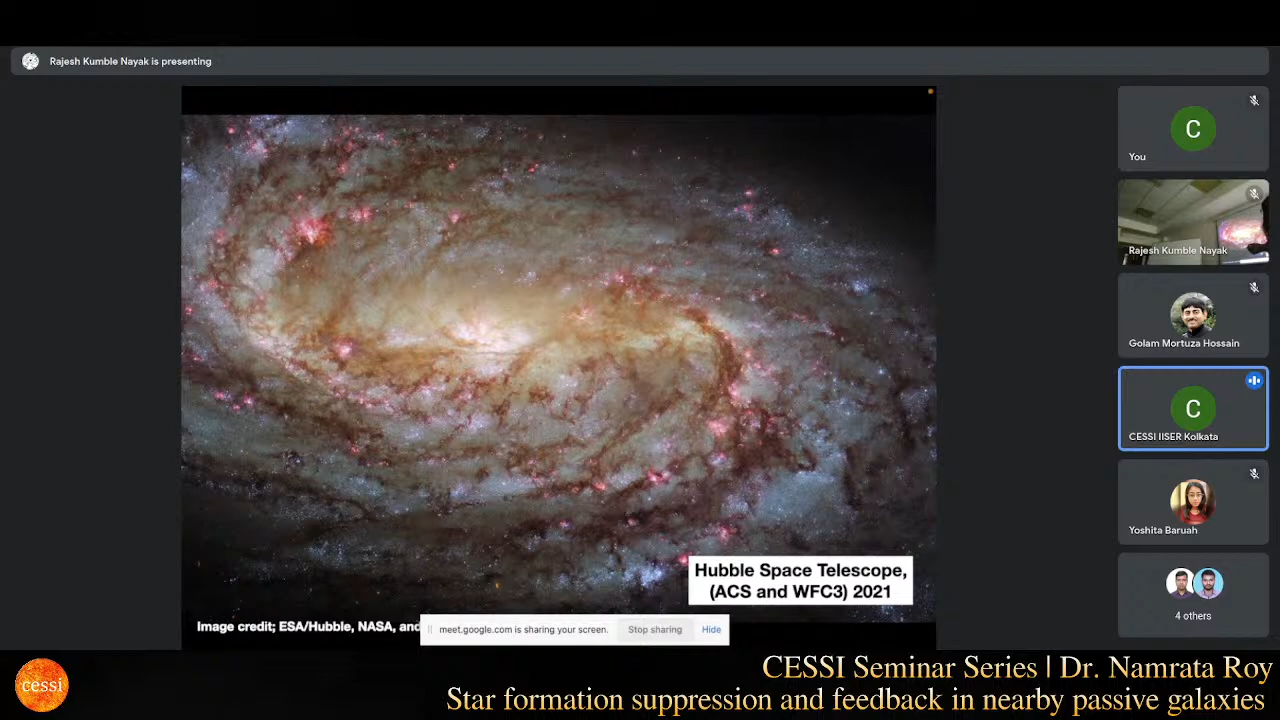 Rajesh Kumble Nayak is presenting
C
You
Rajesh Kumble Nayak
Golam Mortuza Hossain
C
CESSI IISER Kolkata
Yoshita Baruah
4 others
Hubble Space Telescope,
(ACS and WFC3) 2021
Image credit; ESA/Hubble, NASA, and
meet.google.com is sharing your screen.
Stop sharing
Hide
cessi
CESSI Seminar Series | Dr. Namrata Roy
Star formation suppression and feedback in nearby passive galaxies